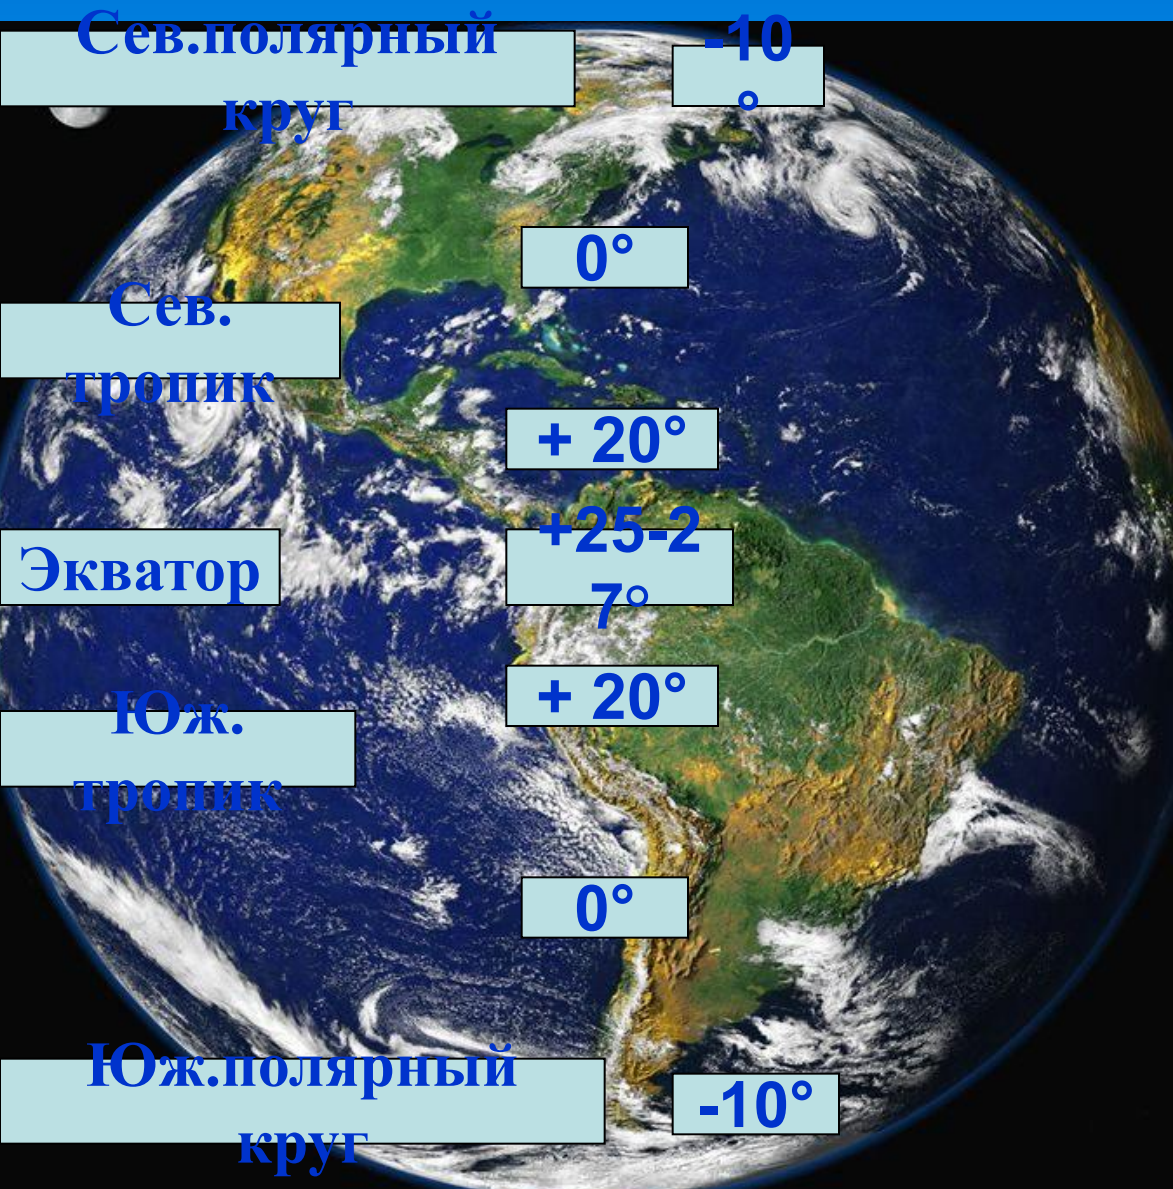 Сев.полярный
круг
-10
°
0°
Сев.
тропик
+ 20°
+25-2
7°
Экватор
+ 20°
Юж.
тропик
0°
Юж.полярный
круг
-10°